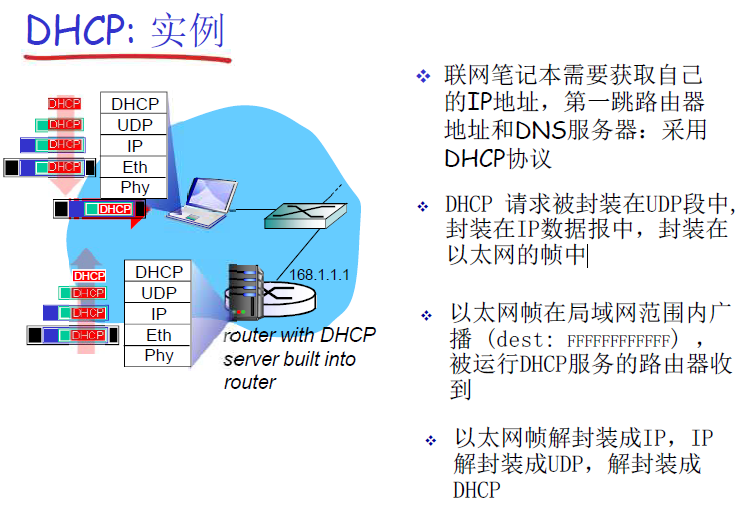 DHCP: 实例
DHCP
DHCP
DHCP
DHCP
DHCP
DHCP
UDP
IP
Eth
Phy
DHCP
DHCP
DHCP
DHCP
DHCP
UDP
IP
Eth
Phy
168.1.1.1
router with DHCP
server built into
router
❖ 联网笔记本需要获取自己
的IP地址，第一跳路由器
地址和DNS服务器：采用
DHCP协议
❖ DHCP 请求被封装在UDP段中,
封装在IP数据报中，封装在
以太网的帧中
❖ 以太网帧在局域网范围内广
播 (dest: FFFFFFFFFFFF) ，
被运行DHCP服务的路由器收
到
❖ 以太网帧解封装成IP，IP
解封装成UDP，解封装成
DHCP